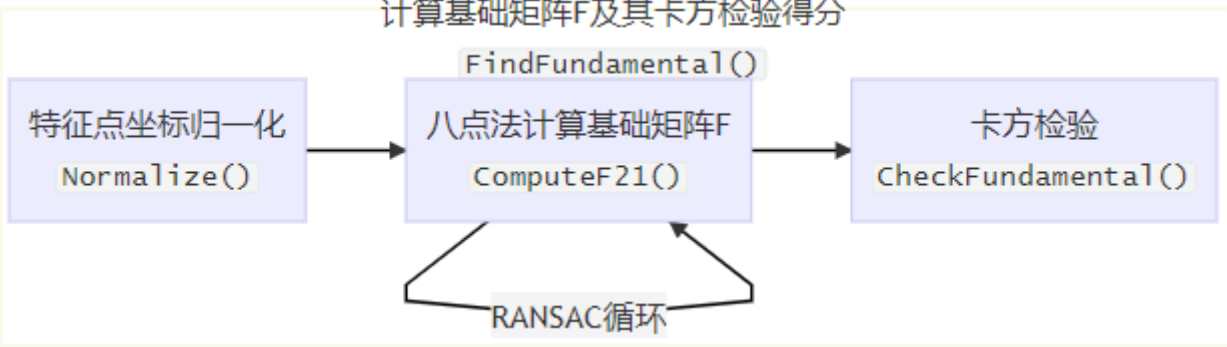 计算基础矩阵F及其卡方检验得分
FindFundamental()
特征点坐标归一化
Normalize()
八点法计算基础矩阵F
ComputeF21()
卡方检验
CheckFundamental()
RANSAC循环